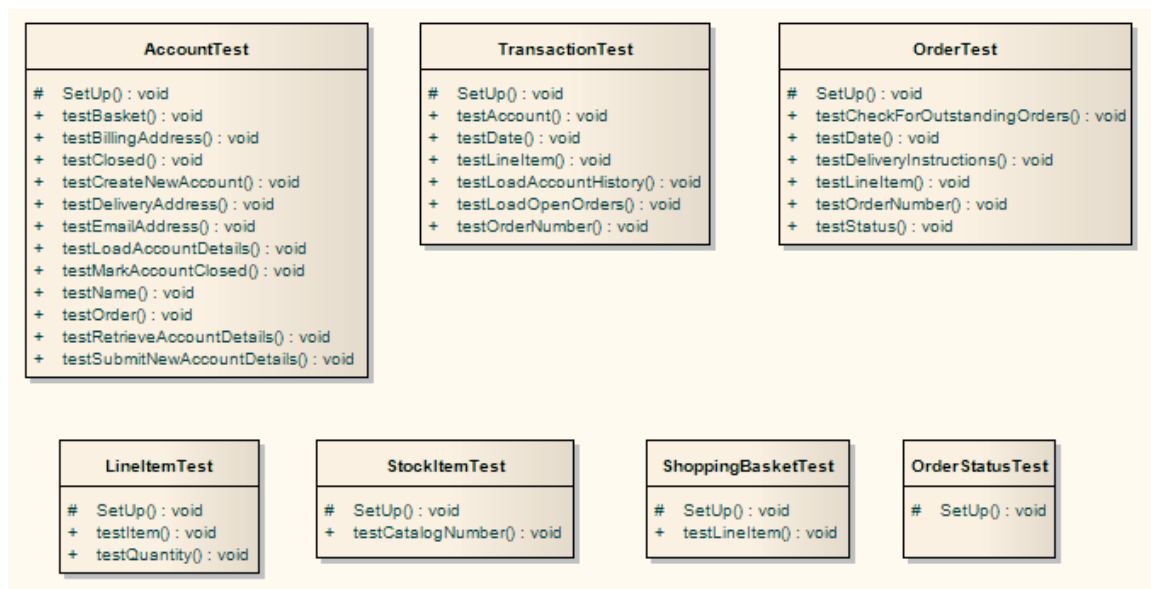 AccountTest
# SetUp() : void
+ testBasket() : void
+ testBillingAddress() : void
+ testClosed() : void
+ testCreateNewAccount() : void
+ testDeliveryAddress() : void
+ testEmailAddress() : void
+ testLoadAccountDetails() : void
+ testMarkAccountClosed() : void
+ testName() : void
+ testOrder() : void
+ testRetrieveAccountDetails() : void
+ testSubmitNewAccountDetails() : void
TransactionTest
# SetUp() : void
+ testAccount() : void
+ testDate() : void
+ testLineItem() : void
+ testLoadAccountHistory() : void
+ testLoadOpenOrders() : void
+ testOrderNumber() : void
OrderTest
# SetUp() : void
+ testCheckForOutstandingOrders() : void
+ testDate() : void
+ testDeliveryInstructions() : void
+ testLineItem() : void
+ testOrderNumber() : void
+ testStatus() : void
LineItemTest
# SetUp() : void
+ testItem() : void
+ testQuantity() : void
StockItemTest
# SetUp() : void
+ testCatalogNumber() : void
ShoppingBasketTest
# SetUp() : void
+ testLineItem() : void
OrderStatusTest
# SetUp() : void